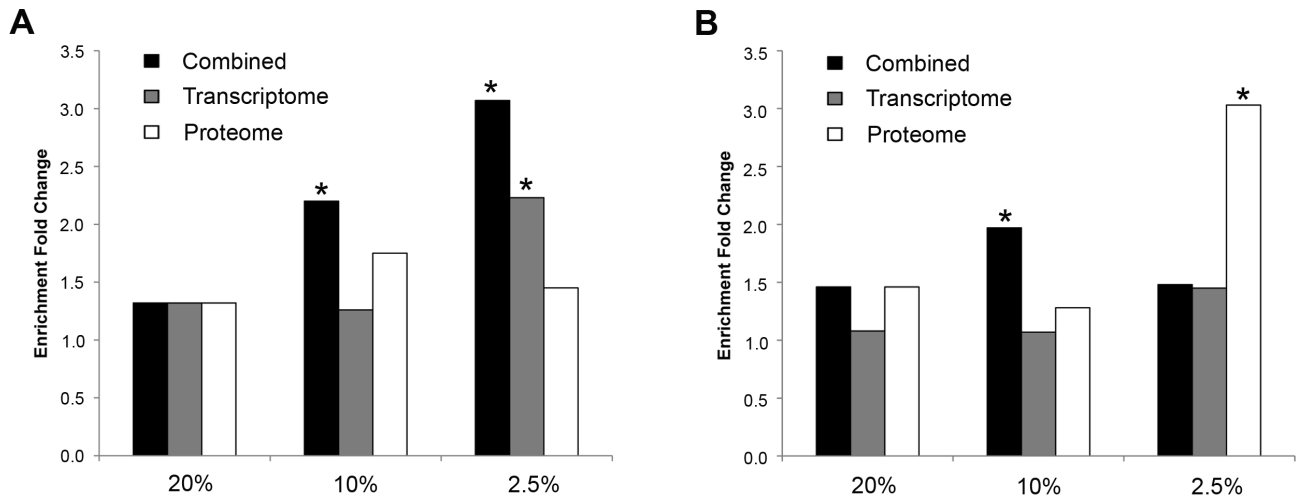 A
Enrichment Fold Change
3.5
3.0
2.5
2.0
1.5
1.0
0.5
0.0
Combined
Transcriptome
Proteome
*
*
*
20%
10%
2.5%
B
Enrichment Fold Change
3.5
3.0
2.5
2.0
1.5
1.0
0.5
0.0
Combined
Transcriptome
Proteome
*
*
20%
10%
2.5%